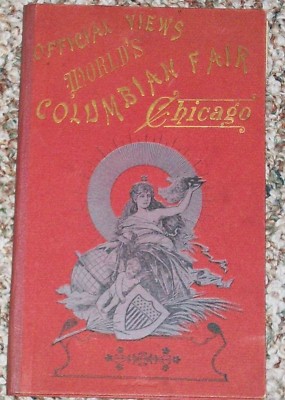 OFFICIAL VIEWS
WORLD'S
COLUMBIAN FAIR
Chicago